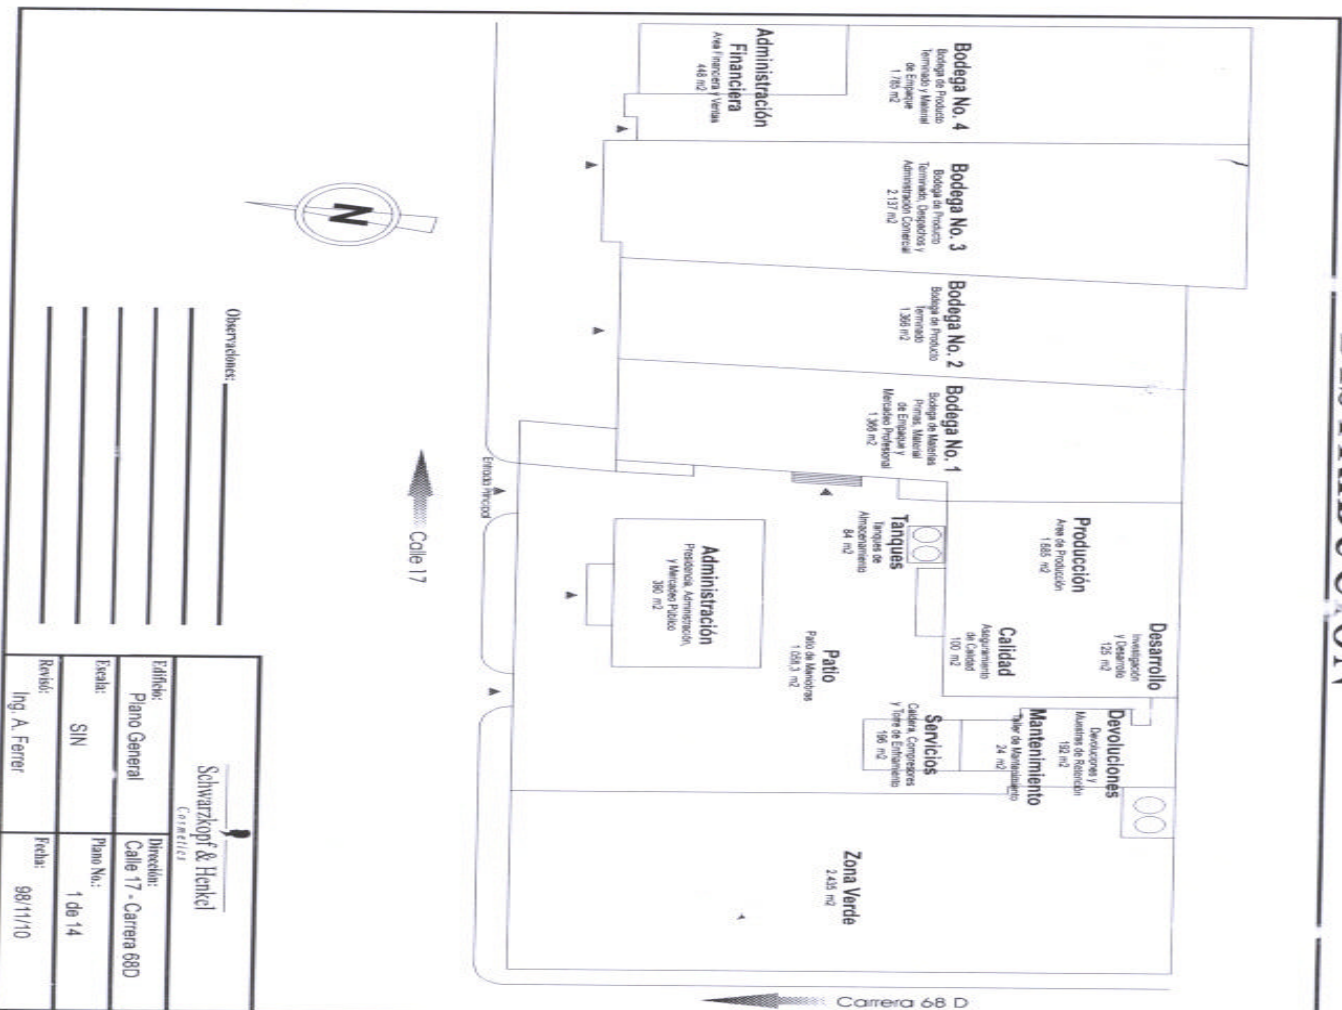 Bodega No. 4
Bodega de Producto
Terminado y Material
de Empaque
1.785 m2
Administración
Financiera
Area Financiera y Ventas
448 m2
Bodega No. 3
Bodega de Producto
Terminado, Despachos y
Administración Comercial
2.137 m2
Bodega No. 2
Bodega de Producto
Terminado
1.366 m2
Bodega No. 1
Bodega de Materias
Primas, Material
de Empaque y
Mercadeo Profesional
1,366 m2
Producción
Area de Producción
1.685 m2
Desarrollo
Investigación
y Desarrollo
125 m2
Calidad
Aseguramiento
de Calidad
100 m2
Tanques
Tanques de
Almacenamiento
84 m2
Devoluciones
Devoluciones y
Muestras de Retención
192 m2
Mantenimiento
Taller de Mantenimiento
24 m2
Servicios
Caldera, Compresores
y Torre de Enfriamiento
196 m2
Patio
Patio de Maniobras
1.058,3 m2
Administración
Presidencia, Administración,
y Mercadeo Público
390 m2
Zona Verde
2.435 m2
Entrada Principal
Calle 17
Carrera 68 D
N
Observaciones:
Schwarzkopf & Henkel
Cosmetics
Edificio:
Plano General
Dirección:
Calle 17 - Carrera 68D
Escala:
SIN
Plano No.:
1 de 14
Revisó:
Ing. A. Ferrer
Fecha:
98/11/10